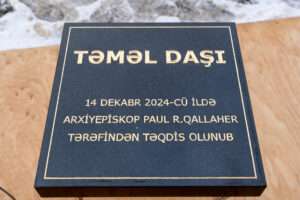 TƏMƏL DAŞI
14 DEKABR 2024-CÜ İLDƏ
ARXİYEPİSKOP PAUL R.QALLAHER
TƏRƏFİNDƏN TƏQDİS OLUNUB